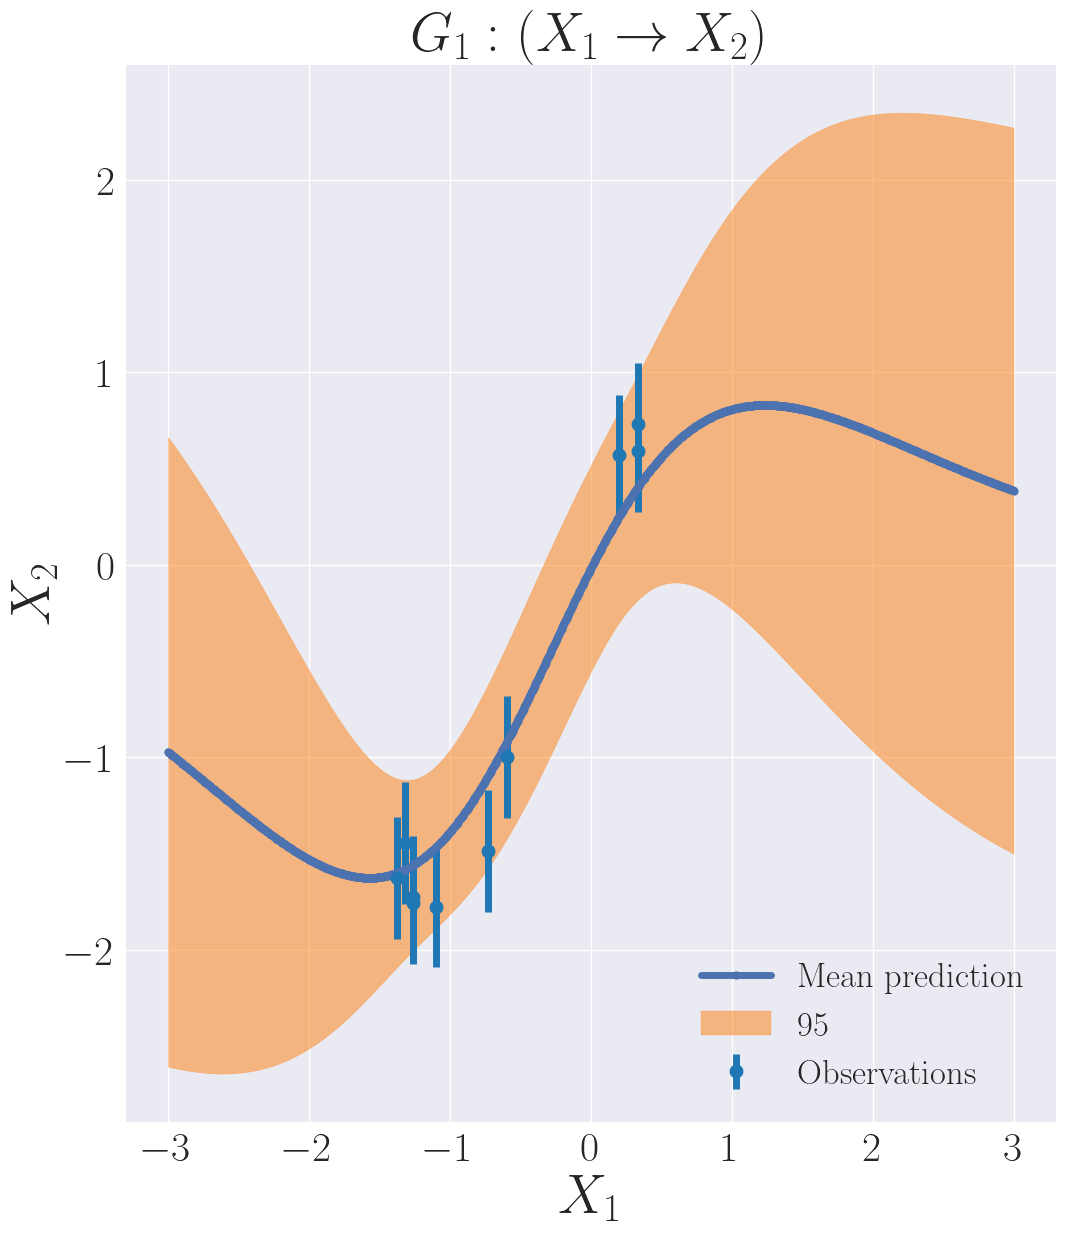 G₁ : (X₁ → X₂)
X₂
2
1
0
−1
−2
Mean prediction
95
Observations
−3 −2 −1 0 1 2 3
X₁